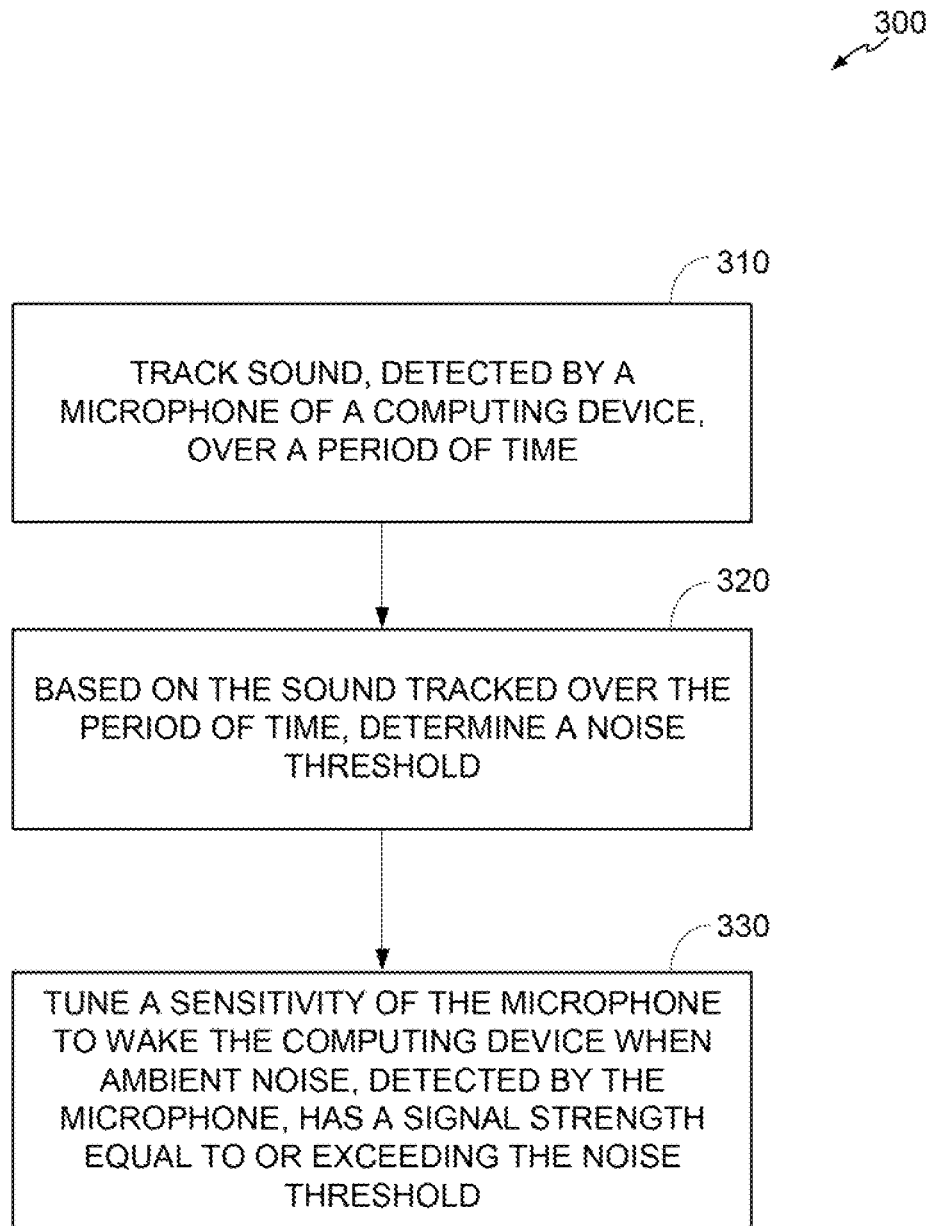 300
310
TRACK SOUND, DETECTED BY A
MICROPHONE OF A COMPUTING DEVICE,
OVER A PERIOD OF TIME
320
BASED ON THE SOUND TRACKED OVER THE
PERIOD OF TIME, DETERMINE A NOISE
THRESHOLD
330
TUNE A SENSITIVITY OF THE MICROPHONE
TO WAKE THE COMPUTING DEVICE WHEN
AMBIENT NOISE, DETECTED BY THE
MICROPHONE, HAS A SIGNAL STRENGTH
EQUAL TO OR EXCEEDING THE NOISE
THRESHOLD